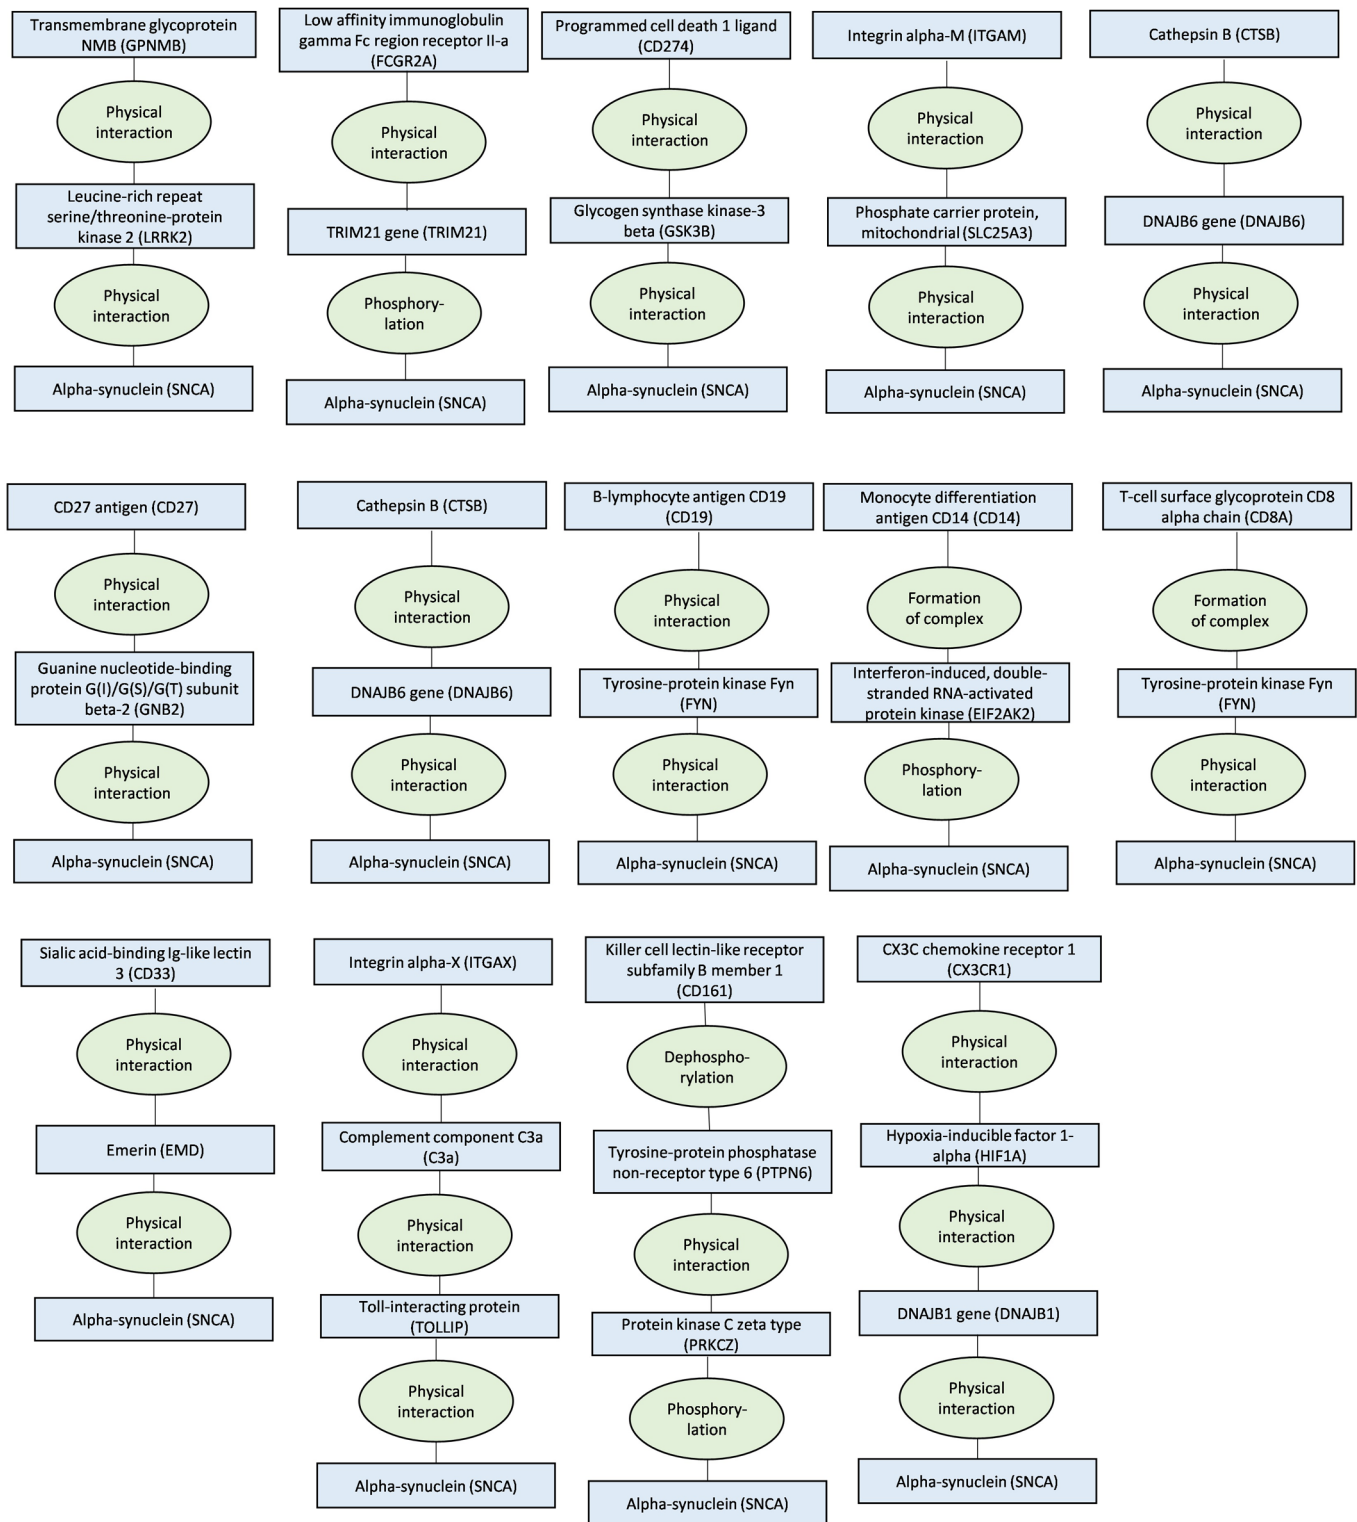 Transmembrane glycoprotein
NMB (GPNMB)
Physical
interaction
Leucine-rich repeat
serine/threonine-protein
kinase 2 (LRRK2)
Physical
interaction
Alpha-synuclein (SNCA)
Low affinity immunoglobulin
gamma Fc region receptor II-a
(FCGR2A)
Physical
interaction
TRIM21 gene (TRIM21)
Phosphory-
lation
Alpha-synuclein (SNCA)
Programmed cell death 1 ligand
(CD274)
Physical
interaction
Glycogen synthase kinase-3
beta (GSK3B)
Physical
interaction
Alpha-synuclein (SNCA)
Integrin alpha-M (ITGAM)
Physical
interaction
Phosphate carrier protein,
mitochondrial (SLC25A3)
Physical
interaction
Alpha-synuclein (SNCA)
Cathepsin B (CTSB)
Physical
interaction
DNAJB6 gene (DNAJB6)
Physical
interaction
Alpha-synuclein (SNCA)
CD27 antigen (CD27)
Physical
interaction
Guanine nucleotide-binding
protein G(I)/G(S)/G(T) subunit
beta-2 (GNB2)
Physical
interaction
Alpha-synuclein (SNCA)
Cathepsin B (CTSB)
Physical
interaction
DNAJB6 gene (DNAJB6)
Physical
interaction
Alpha-synuclein (SNCA)
B-lymphocyte antigen CD19
(CD19)
Physical
interaction
Tyrosine-protein kinase Fyn
(FYN)
Physical
interaction
Alpha-synuclein (SNCA)
Monocyte differentiation
antigen CD14 (CD14)
Formation
of complex
Interferon-induced, double-
stranded RNA-activated
protein kinase (EIF2AK2)
Phosphory-
lation
Alpha-synuclein (SNCA)
T-cell surface glycoprotein CD8
alpha chain (CD8A)
Formation
of complex
Tyrosine-protein kinase Fyn
(FYN)
Physical
interaction
Alpha-synuclein (SNCA)
Sialic acid-binding Ig-like lectin
3 (CD33)
Physical
interaction
Emerin (EMD)
Physical
interaction
Alpha-synuclein (SNCA)
Integrin alpha-X (ITGAX)
Physical
interaction
Complement component C3a
(C3a)
Physical
interaction
Toll-interacting protein
(TOLLIP)
Physical
interaction
Alpha-synuclein (SNCA)
Killer cell lectin-like receptor
subfamily B member 1
(CD161)
Dephospho-
rylation
Tyrosine-protein phosphatase
non-receptor type 6 (PTPN6)
Physical
interaction
Protein kinase C zeta type
(PRKCZ)
Phosphory-
lation
Alpha-synuclein (SNCA)
CX3C chemokine receptor 1
(CX3CR1)
Physical
interaction
Hypoxia-inducible factor 1-
alpha (HIF1A)
Physical
interaction
DNAJB1 gene (DNAJB1)
Physical
interaction
Alpha-synuclein (SNCA)